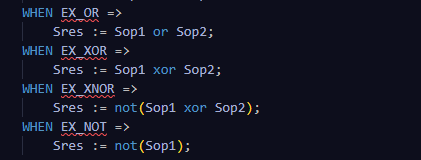 WHEN EX_OR =>
Sres := Sop1 or Sop2;
WHEN EX_XOR =>
Sres := Sop1 xor Sop2;
WHEN EX_XNOR =>
Sres := not(Sop1 xor Sop2);
WHEN EX_NOT =>
Sres := not(Sop1);